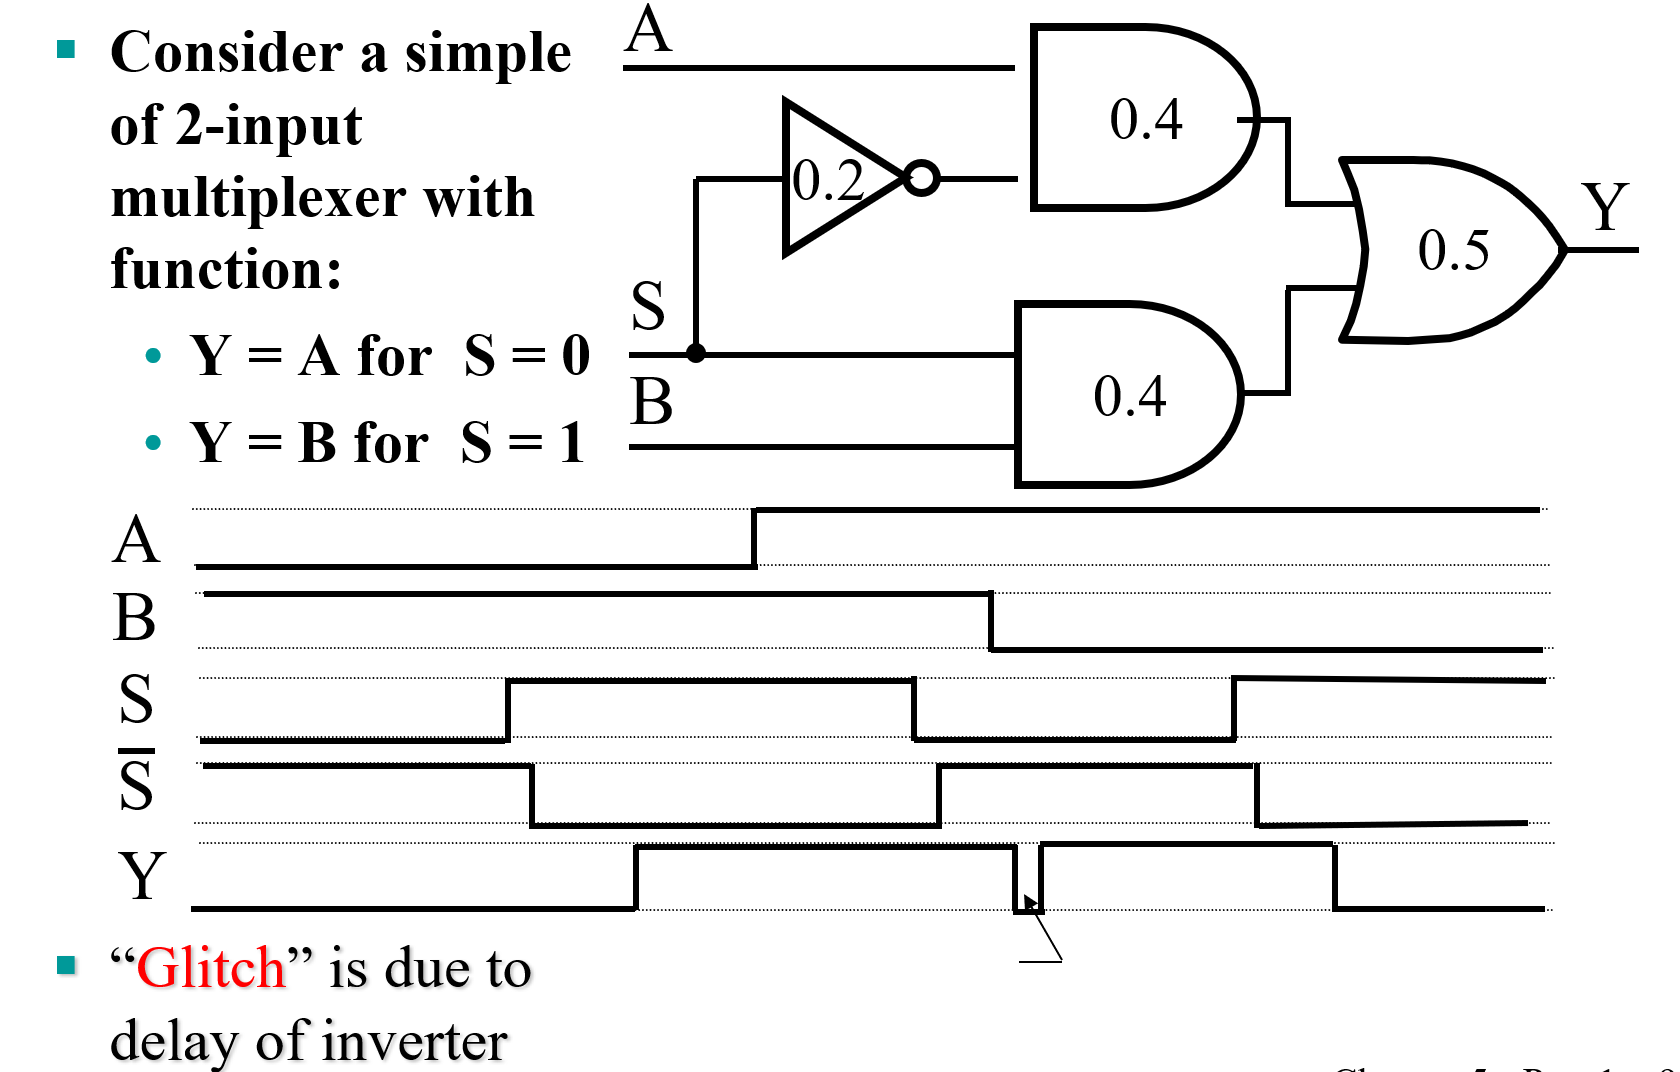 Consider a simple
of 2-input
multiplexer with
function:
Y = A for S = 0
Y = B for S = 1
A
0.4
0.2
S
B
0.4
0.5
Y
A
B
S
S̅
Y
“Glitch” is due to
delay of inverter